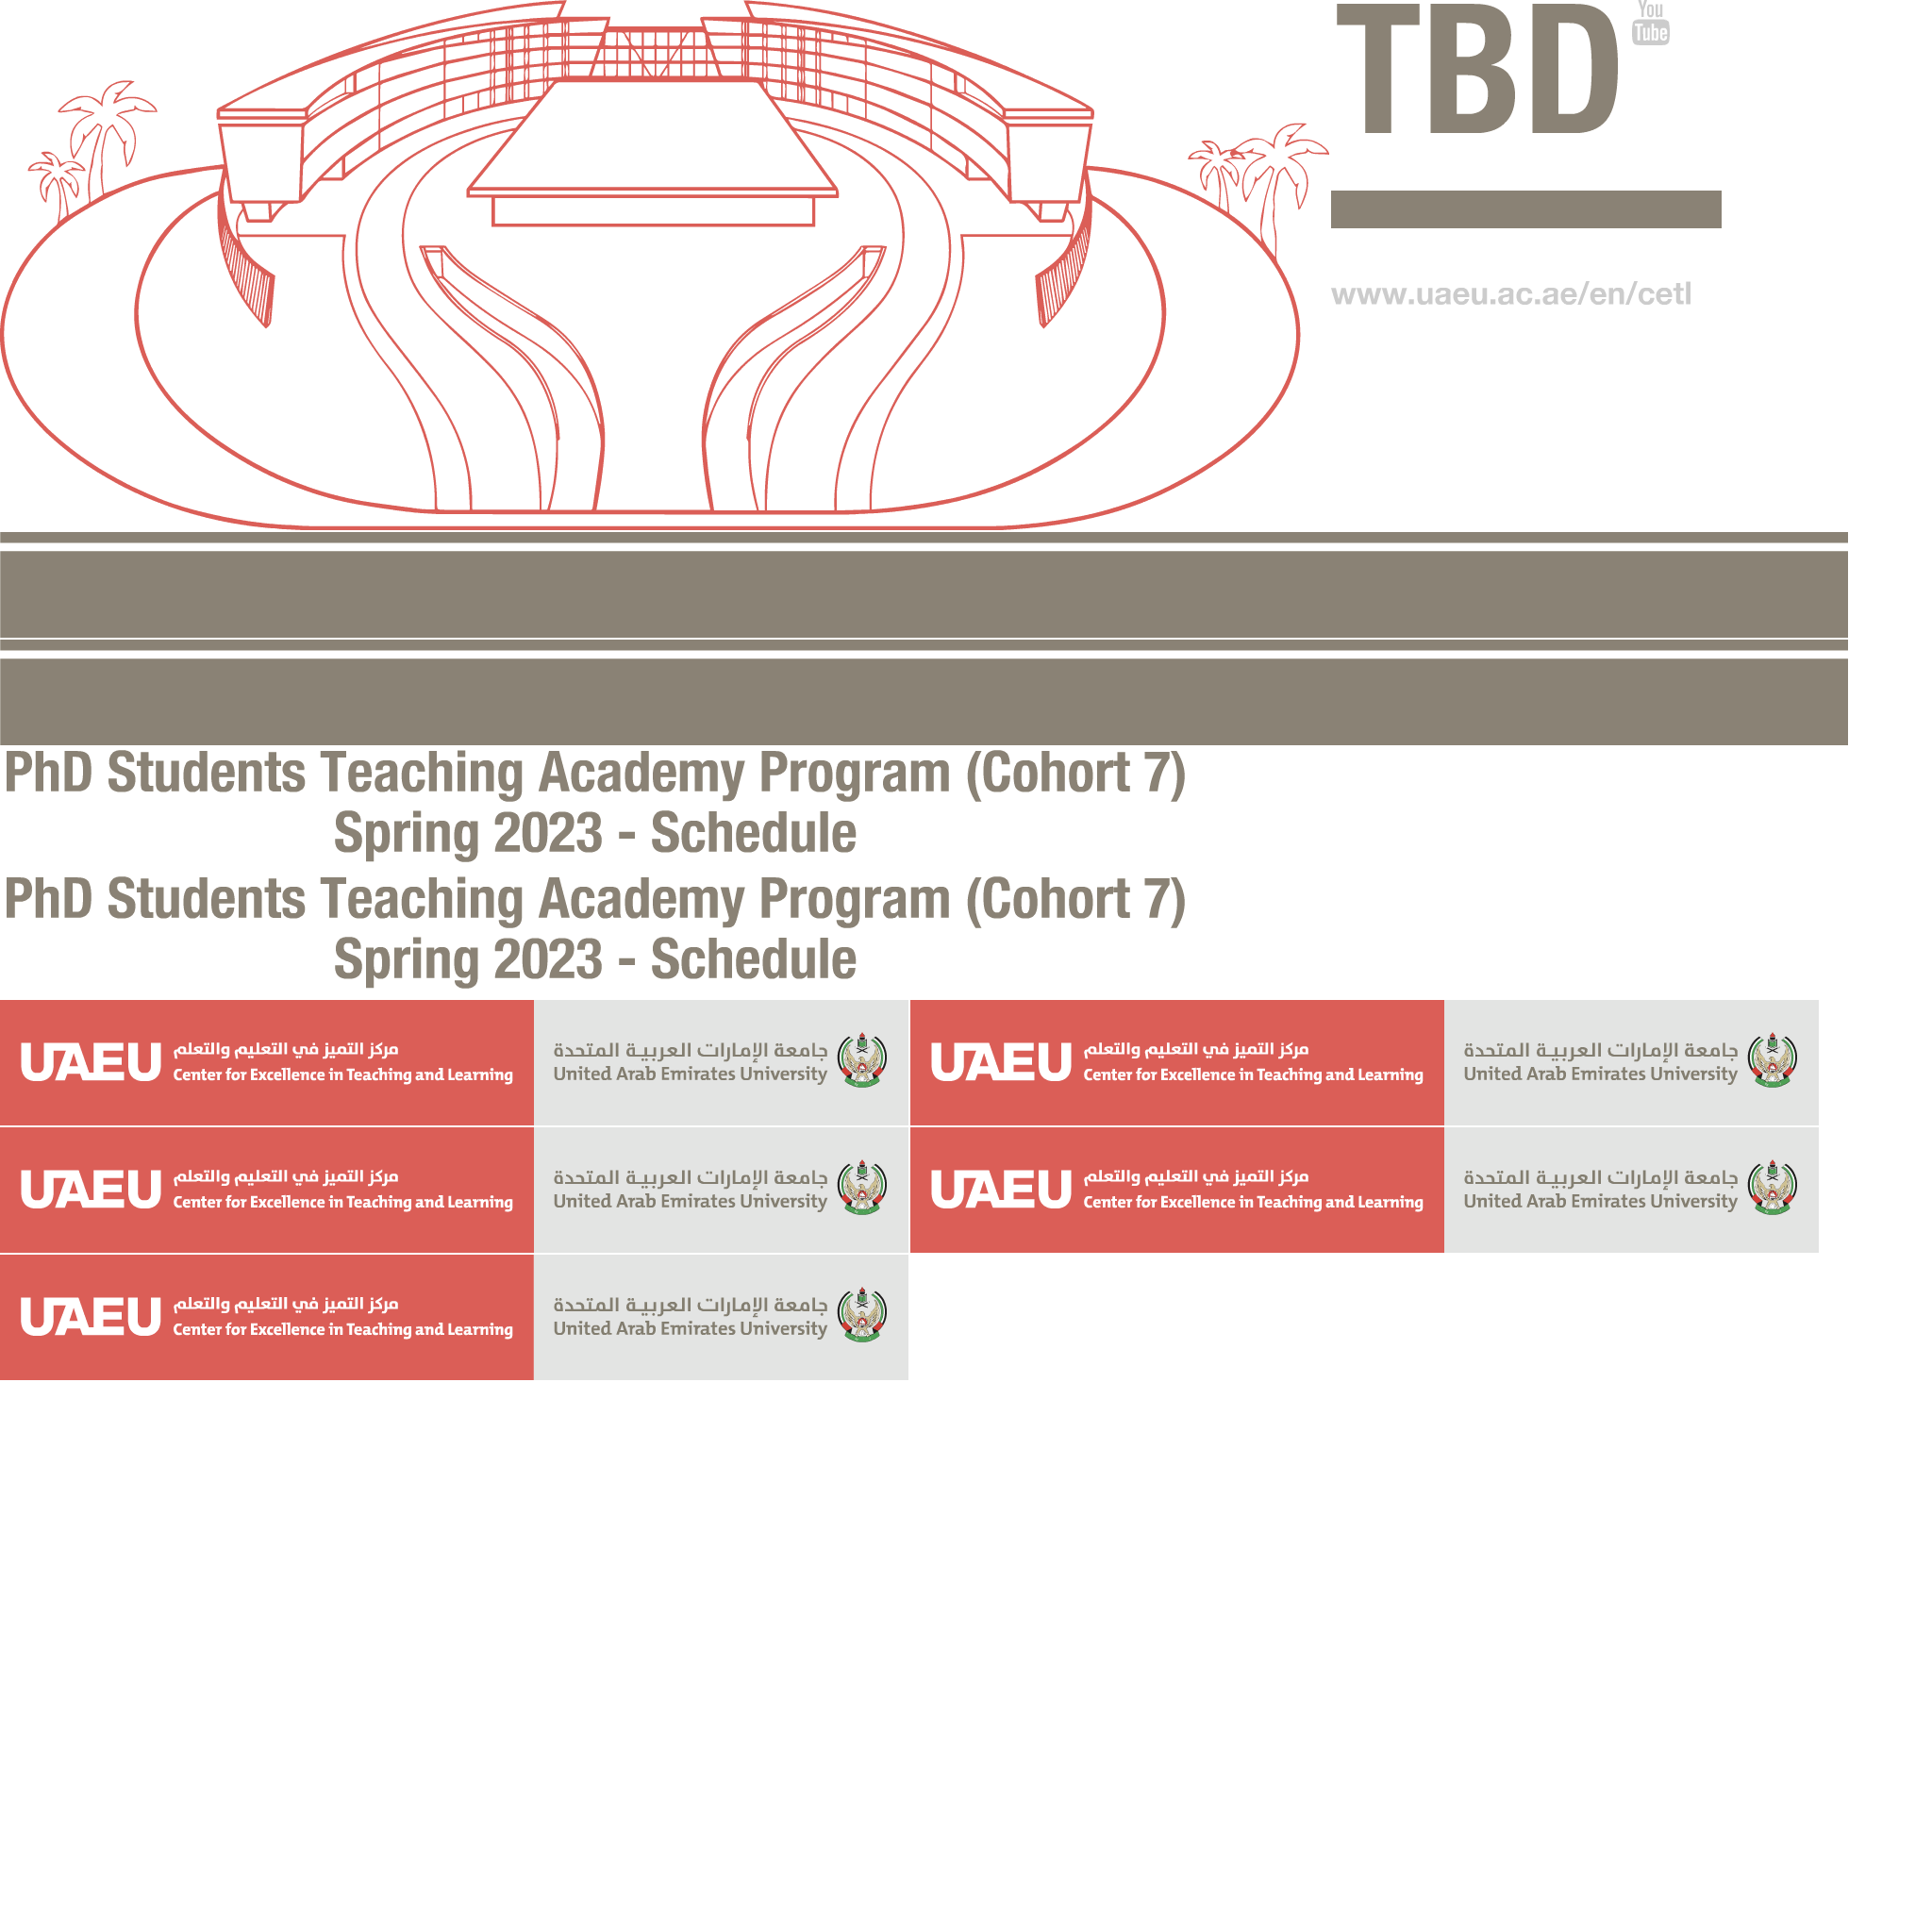 TBD
You
Tube
www.uaeu.ac.ae/en/cetl
PhD Students Teaching Academy Program (Cohort 7)
Spring 2023 - Schedule
PhD Students Teaching Academy Program (Cohort 7)
Spring 2023 - Schedule
UAEU
مركز التميز في التعليم والتعلم
Center for Excellence in Teaching and Learning
جامعة الإمارات العربية المتحدة
United Arab Emirates University
UAEU
مركز التميز في التعليم والتعلم
Center for Excellence in Teaching and Learning
جامعة الإمارات العربية المتحدة
United Arab Emirates University
UAEU
مركز التميز في التعليم والتعلم
Center for Excellence in Teaching and Learning
جامعة الإمارات العربية المتحدة
United Arab Emirates University
UAEU
مركز التميز في التعليم والتعلم
Center for Excellence in Teaching and Learning
جامعة الإمارات العربية المتحدة
United Arab Emirates University
UAEU
مركز التميز في التعليم والتعلم
Center for Excellence in Teaching and Learning
جامعة الإمارات العربية المتحدة
United Arab Emirates University